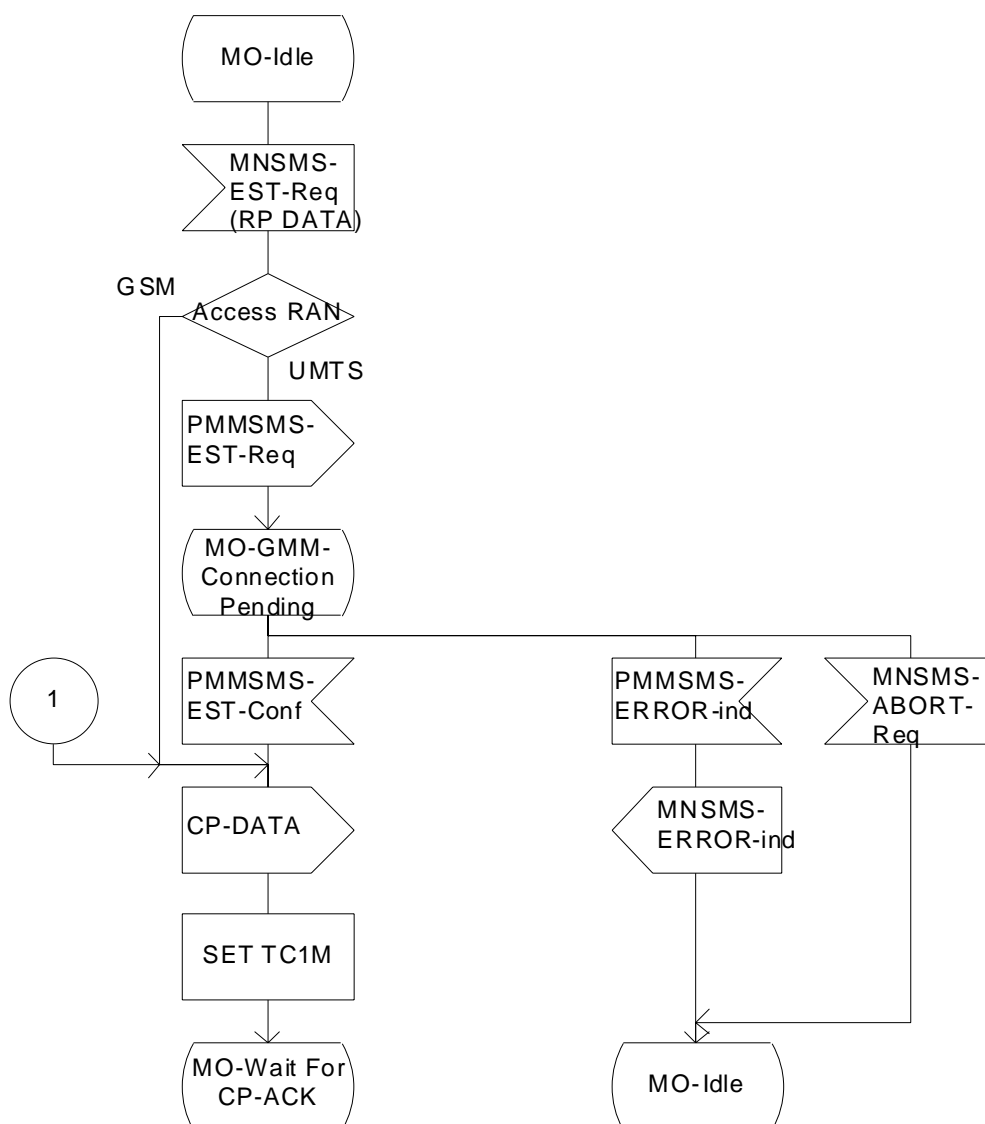 MO-Idle
MNSMS-
EST-Req
(RP DATA)
GSM
Access RAN
UMTS
PMMSMS-
EST-Req
MO-GMM-
Connection
Pending
1
PMMSMS-
EST-Conf
PMMSMS-
ERROR-ind
MNSMS-
ABORT-
Req
CP-DATA
MNSMS-
ERROR-ind
SET TC1M
MO-Wait For
CP-ACK
MO-Idle